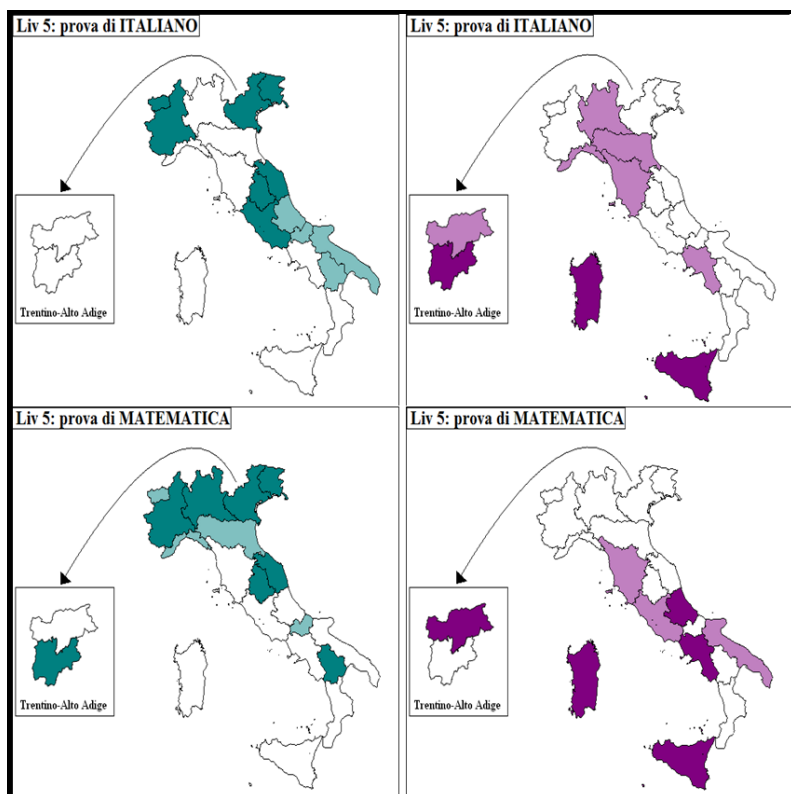 Liv 5: prova di ITALIANO
Liv 5: prova di ITALIANO
Trentino-Alto Adige
Trentino-Alto Adige
Liv 5: prova di MATEMATICA
Liv 5: prova di MATEMATICA
Trentino-Alto Adige
Trentino-Alto Adige